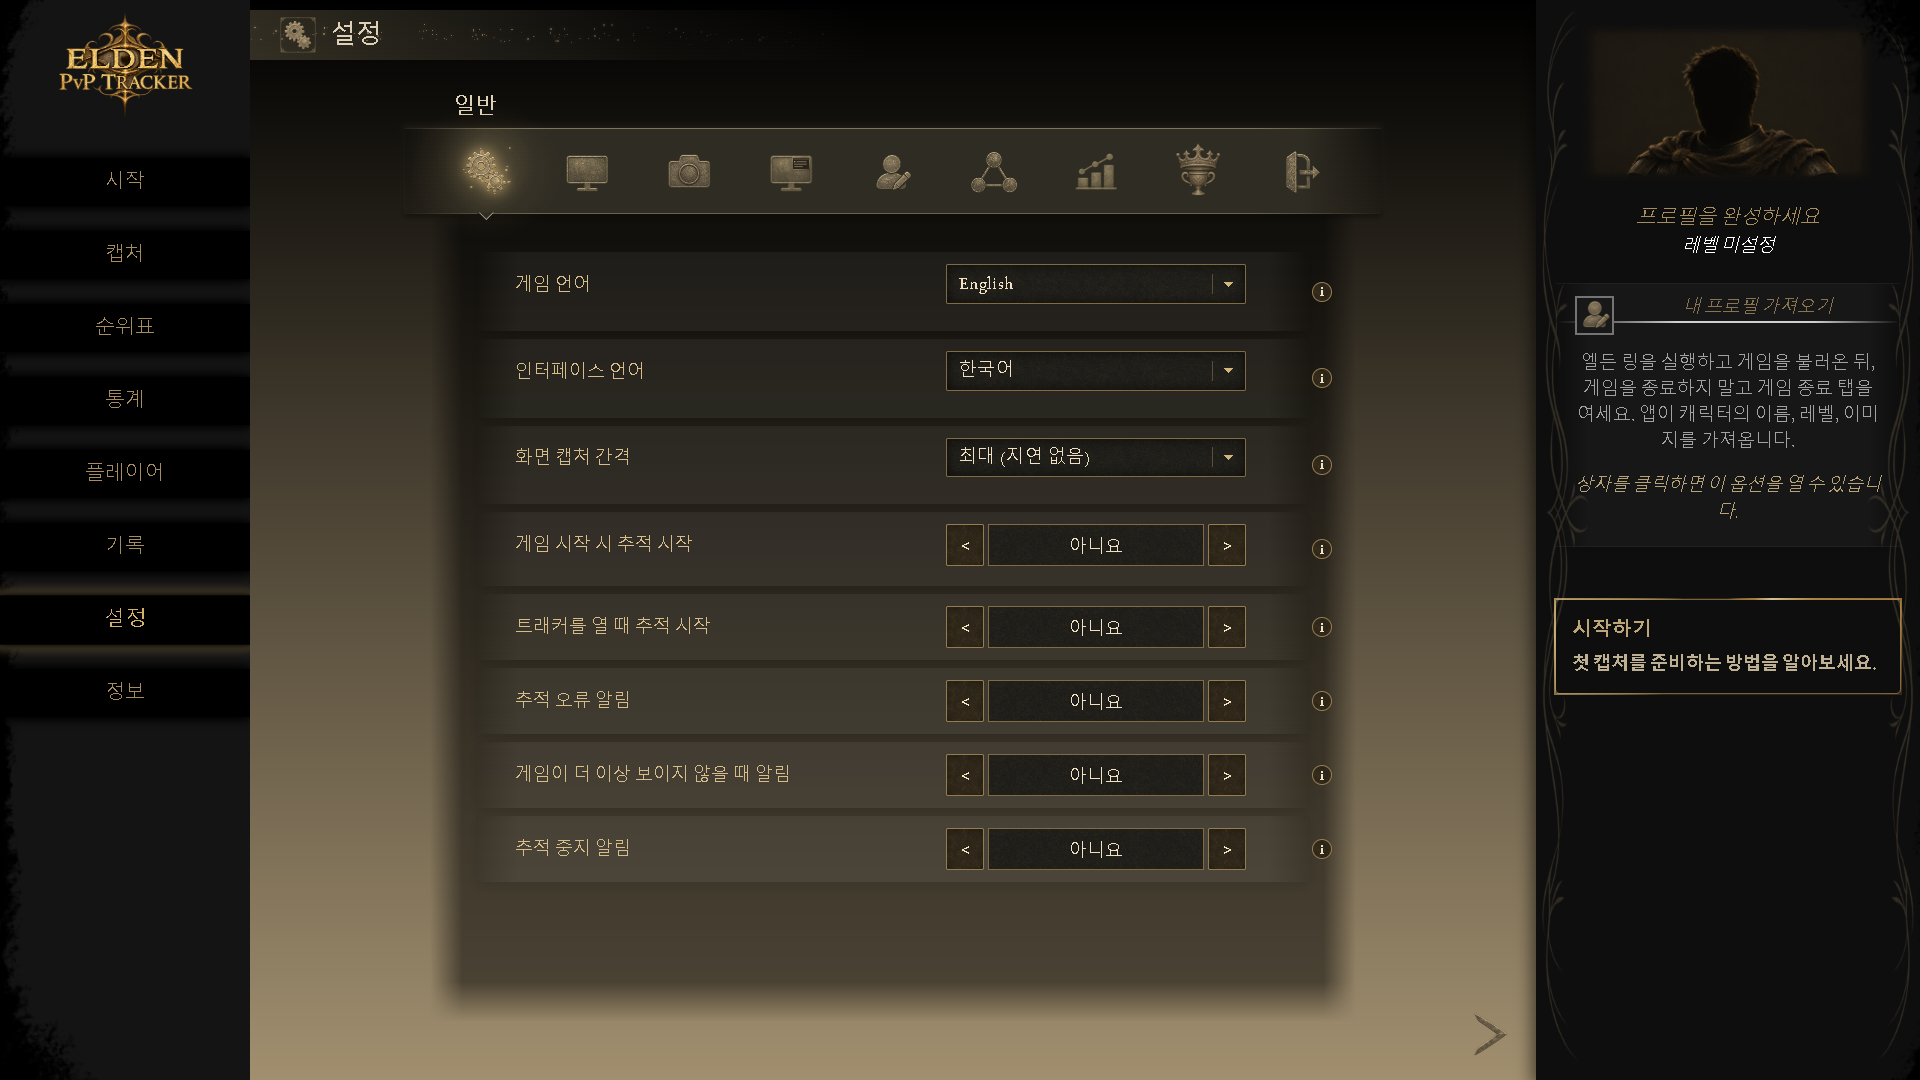 ELDEN
PVP TRACKER
시작
캡처
순위표
통계
플레이어
기록
설정
정보
설정
일반
게임 언어
English
인터페이스 언어
한국어
화면 캡처 간격
최대 (지연 없음)
게임 시작 시 추적 시작
<
아니요
>
트래커를 열 때 추적 시작
<
아니요
>
추적 오류 알림
<
아니요
>
게임이 더 이상 보이지 않을 때 알림
<
아니요
>
추적 중지 알림
<
아니요
>
프로필을 완성하세요
레벨 미설정
내 프로필 가져오기
엘든 링을 실행하고 게임을 불러온 뒤,
게임을 종료하지 말고 게임 종료 탭을
여세요. 앱이 캐릭터의 이름, 레벨, 이미
지를 가져옵니다.
상자를 클릭하면 이 옵션을 열 수 있습니
다.
시작하기
첫 캡처를 준비하는 방법을 알아보세요.